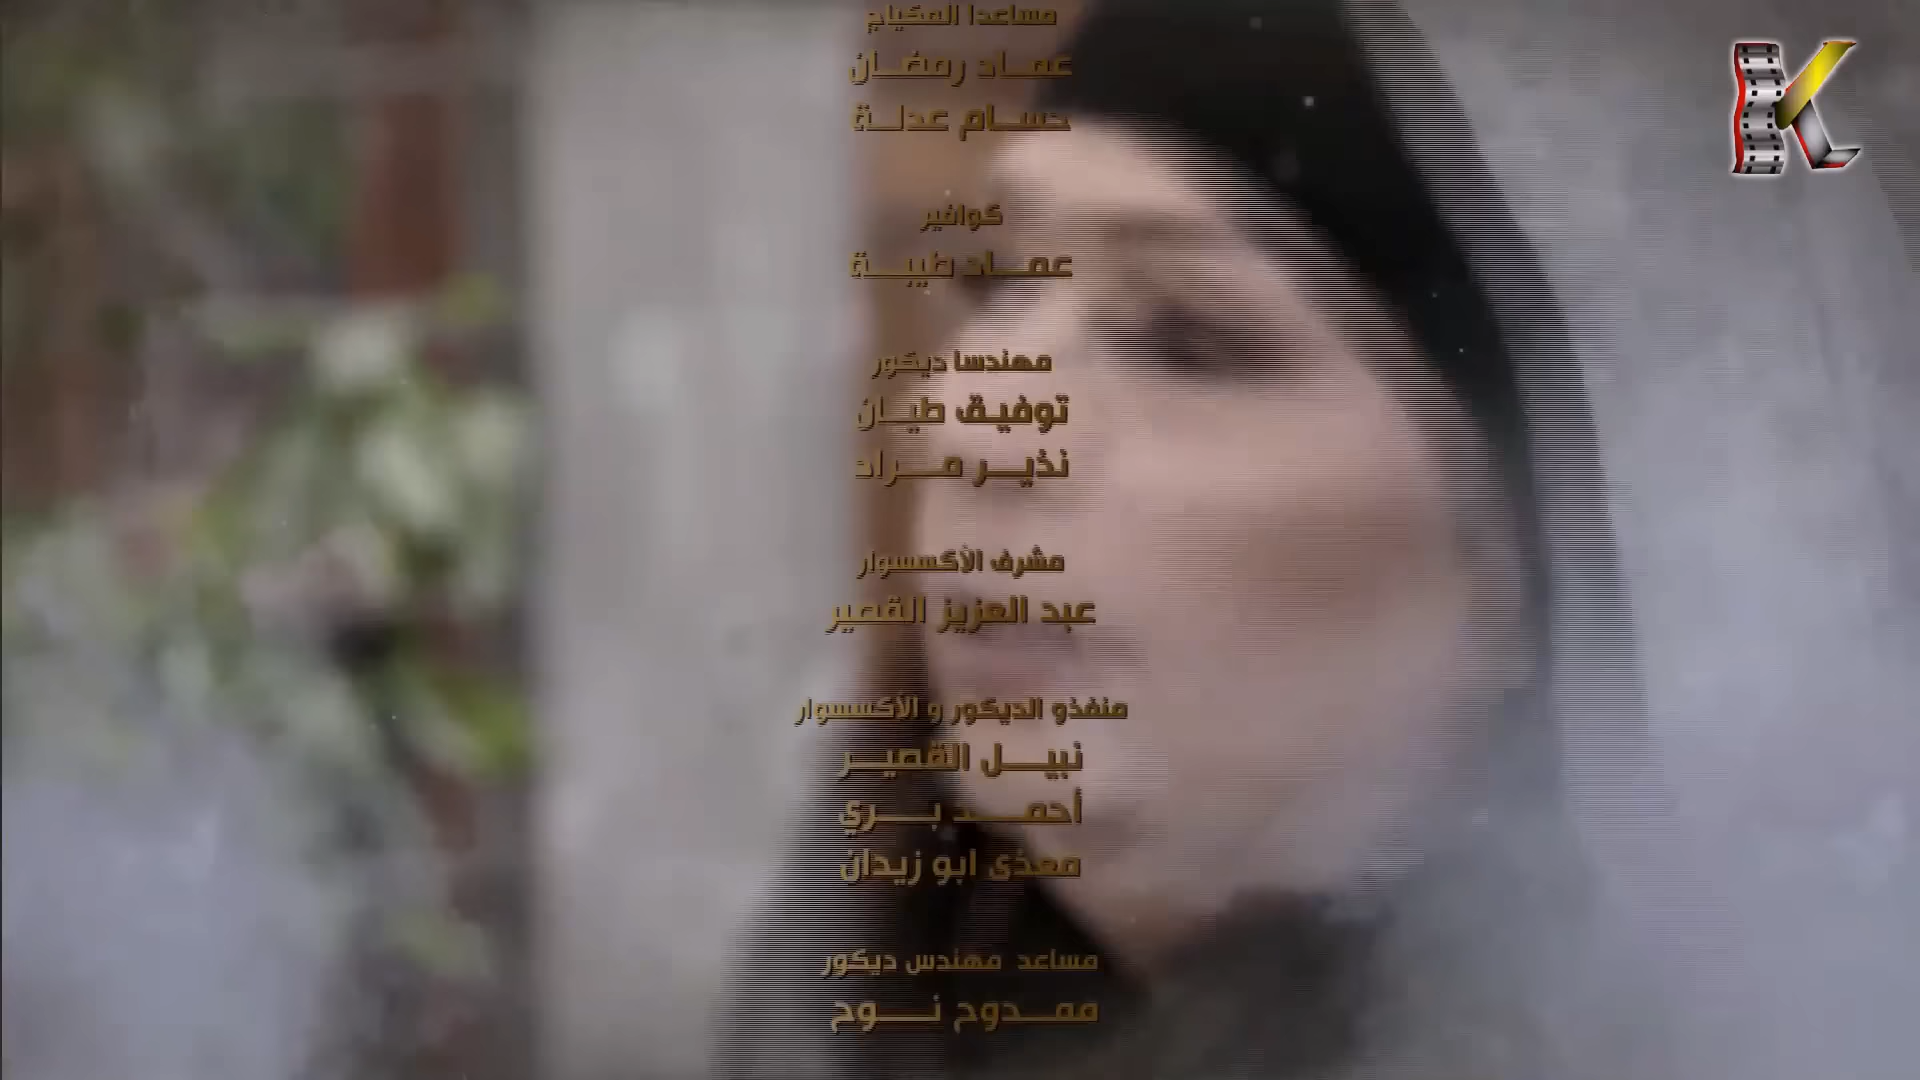 مساعدا المكياج
عماد رمضان
حسام عدلة
كوافير
عماد طيبة
مهندسا ديكور
توفيق طيان
نذير مراد
مشرف الأكسسوار
عبد العزيز القصير
منفذو الديكور و الأكسسوار
نبيل القصير
أحمد بري
معذى ابو زيدان
مساعد مهندس ديكور
ممدوح نوح